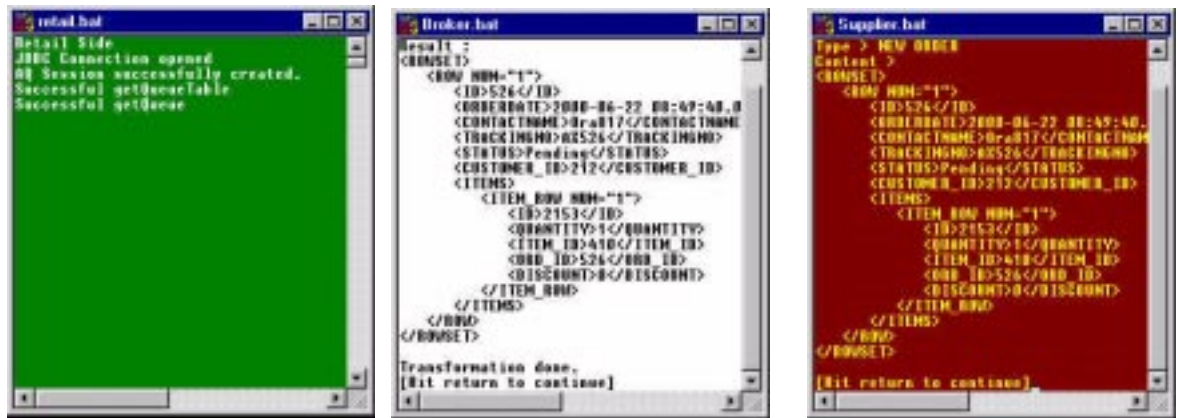 retail.bat
Retail Side
JDBC Connection opened
AQ Session successfully created.
Successful getQueueTable
Successful getQueue
Broker.bat
Result :
<ROWSET>
<ROW NUM="1">
<ID>526</ID>
<ORDERDATE>2000-06-22 08:49:40.0
<CONTACTNAME>Ora817</CONTACTNAME
<TRACKINGNO>AX526</TRACKINGNO>
<STATUS>Pending</STATUS>
<CUSTOMER_ID>212</CUSTOMER_ID>
<ITEMS>
<ITEM_ROW NUM="1">
<ID>2153</ID>
<QUANTITY>1</QUANTITY>
<ITEM_ID>410</ITEM_ID>
<ORD_ID>526</ORD_ID>
<DISCOUNT>0</DISCOUNT>
</ITEM_ROW>
</ITEMS>
</ROW>
</ROWSET>
Transformation done.
[Hit return to continue]
Supplier.bat
Type > NEW ORDER
Content >
<ROWSET>
<ROW NUM="1">
<ID>526</ID>
<ORDERDATE>2000-06-22 08:49:40.
<CONTACTNAME>Ora817</CONTACTNAM
<TRACKINGNO>AX526</TRACKINGNO>
<STATUS>Pending</STATUS>
<CUSTOMER_ID>212</CUSTOMER_ID>
<ITEMS>
<ITEM_ROW NUM="1">
<ID>2153</ID>
<QUANTITY>1</QUANTITY>
<ITEM_ID>410</ITEM_ID>
<ORD_ID>526</ORD_ID>
<DISCOUNT>0</DISCOUNT>
</ITEM_ROW>
</ITEMS>
</ROW>
</ROWSET>
[Hit return to continue]_